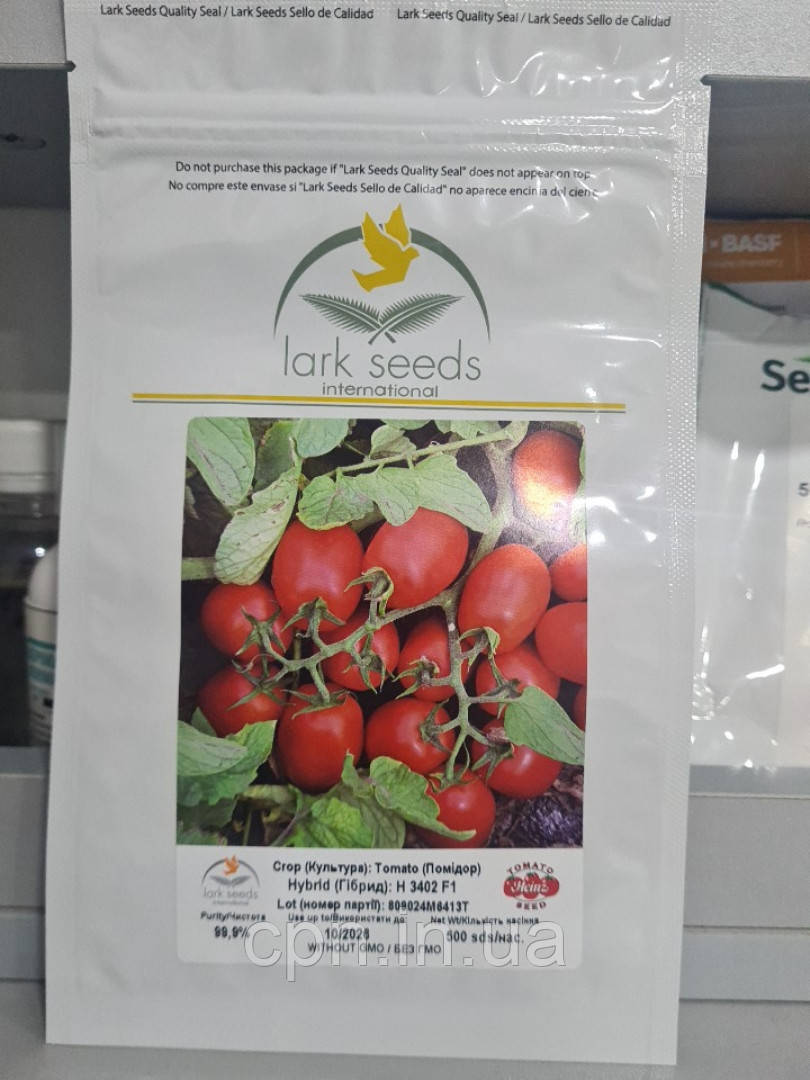 Lark Seeds Quality Seal / Lark Seeds Sello de Calidad Lark Seeds Quality Seal / Lark Seeds Sello de Calidad
Do not purchase this package if "Lark Seeds Quality Seal" does not appear on top
No compre este envase si "Lark Seeds Sello de Calidad" no aparece encima del cierre
BASF
lark seeds
international
Se
Crop (Культура): Tomato (Помідор)
Hybrid (Гібрид): H 3402 F1
Lot (номер партії): 809024M6413T
lark seeds
international
TOMATO
Heinz
SEED
Purity/Чистота Use up to/Використати до: Net Wt/Кількість насіння
99,9% 10/2026 500 sds/нас.
WITHOUT GMO / БЕЗ ГМО
cpn.in.ua